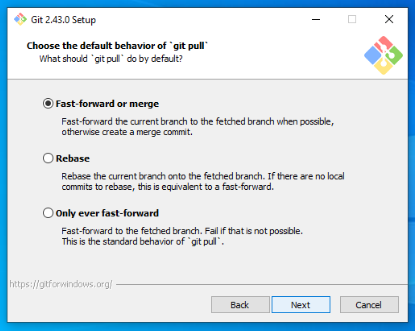 Git 2.43.0 Setup
Choose the default behavior of `git pull`
What should `git pull` do by default?
Fast-forward or merge
Fast-forward the current branch to the fetched branch when possible,
otherwise create a merge commit.
Rebase
Rebase the current branch onto the fetched branch. If there are no local
commits to rebase, this is equivalent to a fast-forward.
Only ever fast-forward
Fast-forward to the fetched branch. Fail if that is not possible.
This is the standard behavior of `git pull`.
https://gitforwindows.org/
Back
Next
Cancel